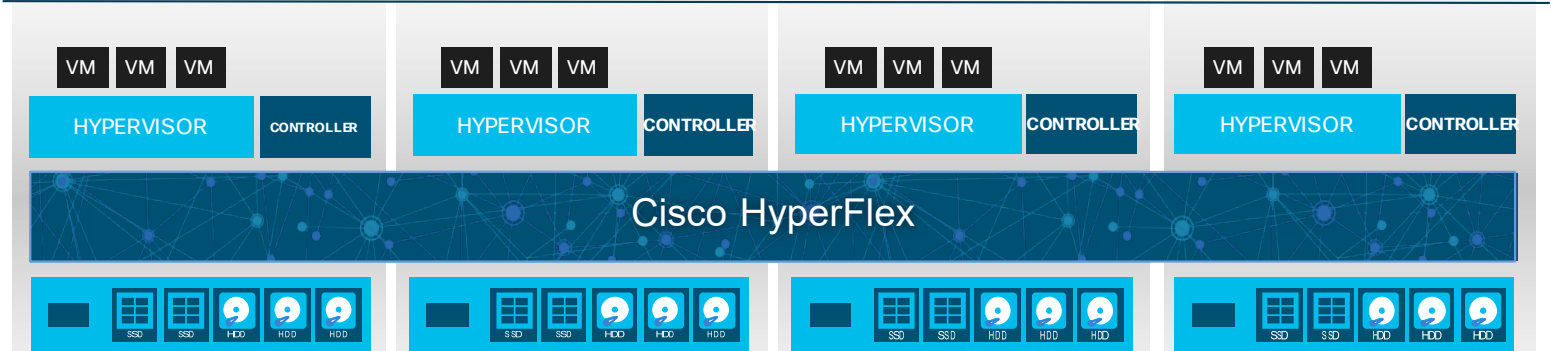 VM VM VM VM VM VM VM VM VM VM VM VM
HYPERVISOR CONTROLLER HYPERVISOR CONTROLLER HYPERVISOR CONTROLLER HYPERVISOR CONTROLLER
Cisco HyperFlex
SSD SSD HDD HDD HDD SSD SSD HDD HDD HDD SSD SSD HDD HDD HDD SSD SSD HDD HDD HDD